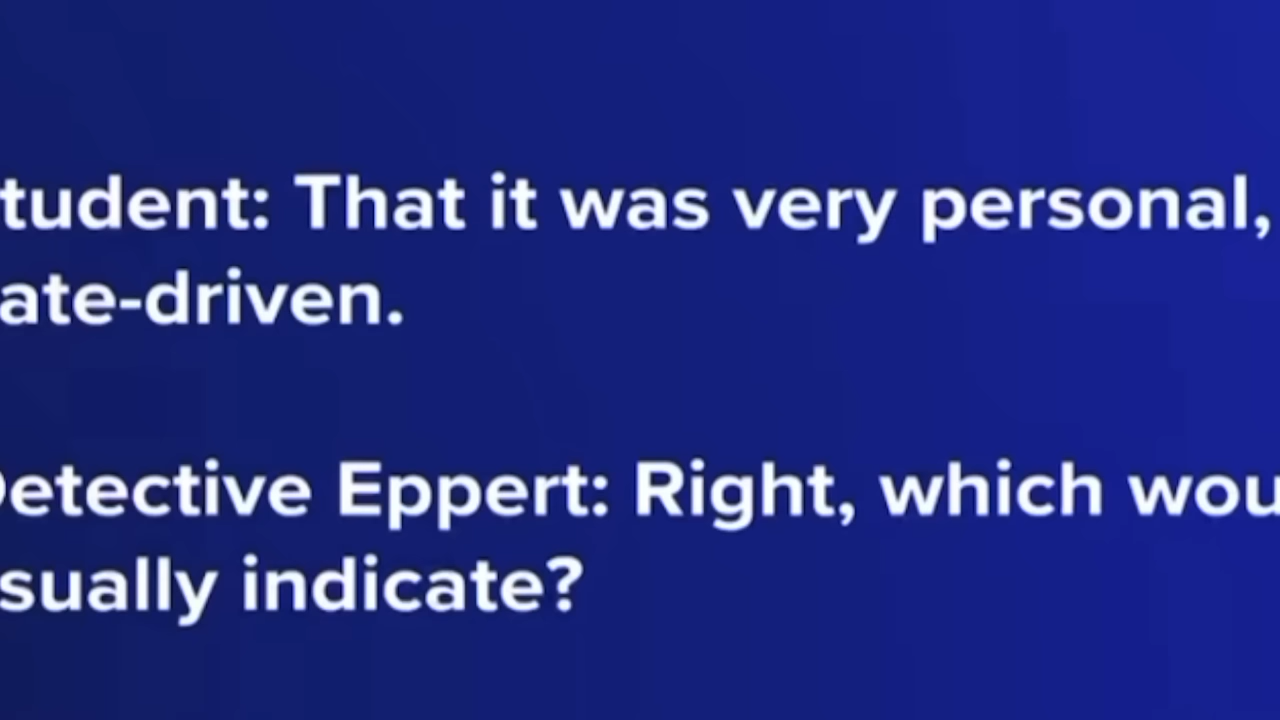 tudent: That it was very personal,
ate-driven.
etective Eppert: Right, which wou
sually indicate?